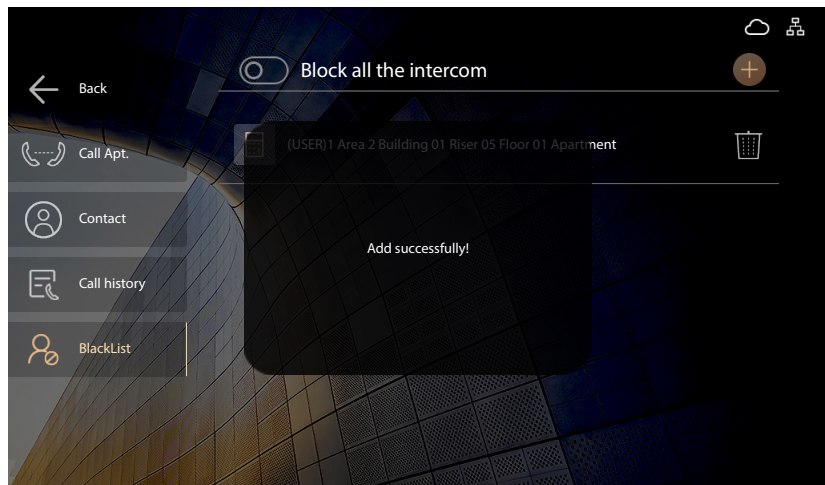 Block all the intercom
Back
(USER)1 Area 2 Building 01 Riser 05 Floor 01 Apartment
Call Apt.
Contact
Add successfully!
Call history
BlackList